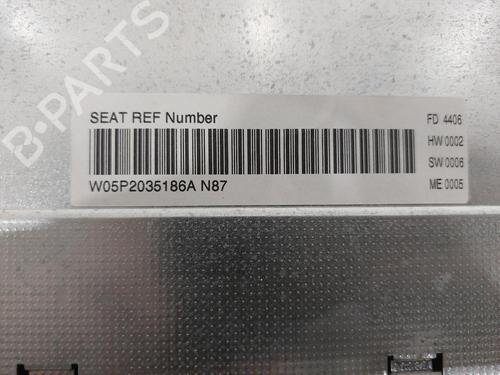 B-PARTS
SEAT REF Number
FD 4406
HW 0002
SW 0006
W05P2035186A N87
ME 0005